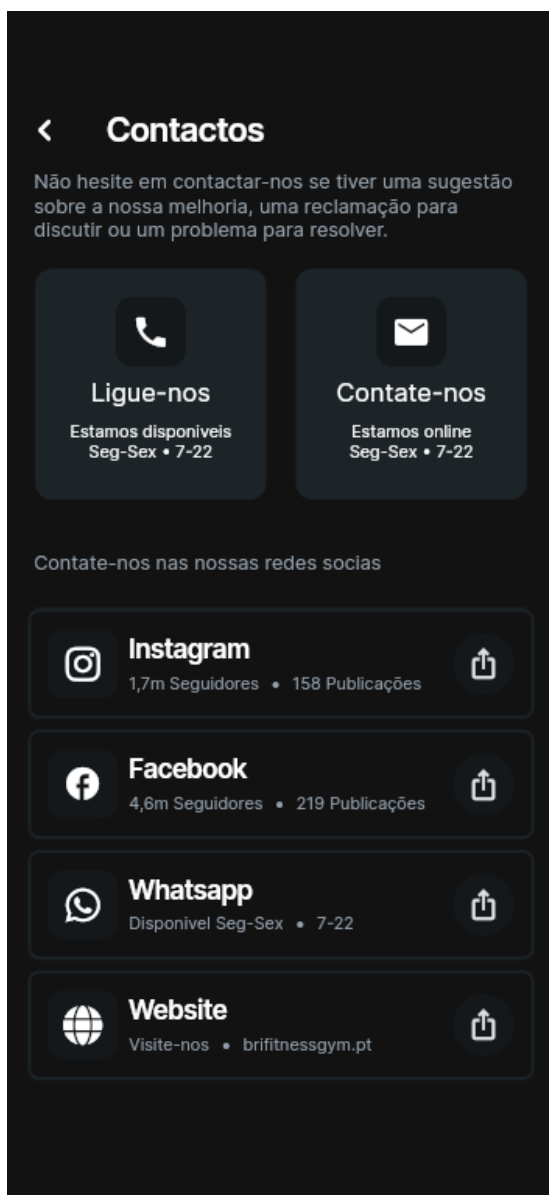 Contactos
Não hesite em contactar-nos se tiver uma sugestão
sobre a nossa melhoria, uma reclamação para
discutir ou um problema para resolver.
Ligue-nos
Estamos disponiveis
Seg-Sex • 7-22
Contate-nos
Estamos online
Seg-Sex • 7-22
Contate-nos nas nossas redes socias
Instagram
1,7m Seguidores • 158 Publicações
Facebook
4,6m Seguidores • 219 Publicações
Whatsapp
Disponivel Seg-Sex • 7-22
Website
Visite-nos • brifitnessgym.pt